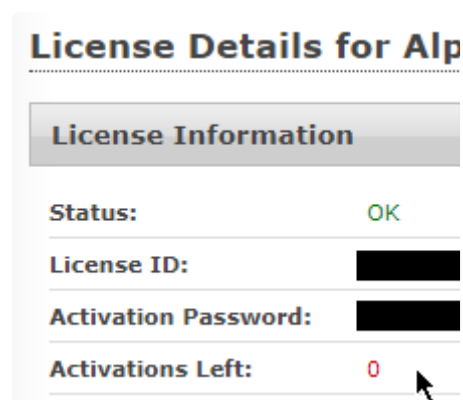 License Details for Alp
License Information
Status: OK
License ID:
Activation Password:
Activations Left: 0